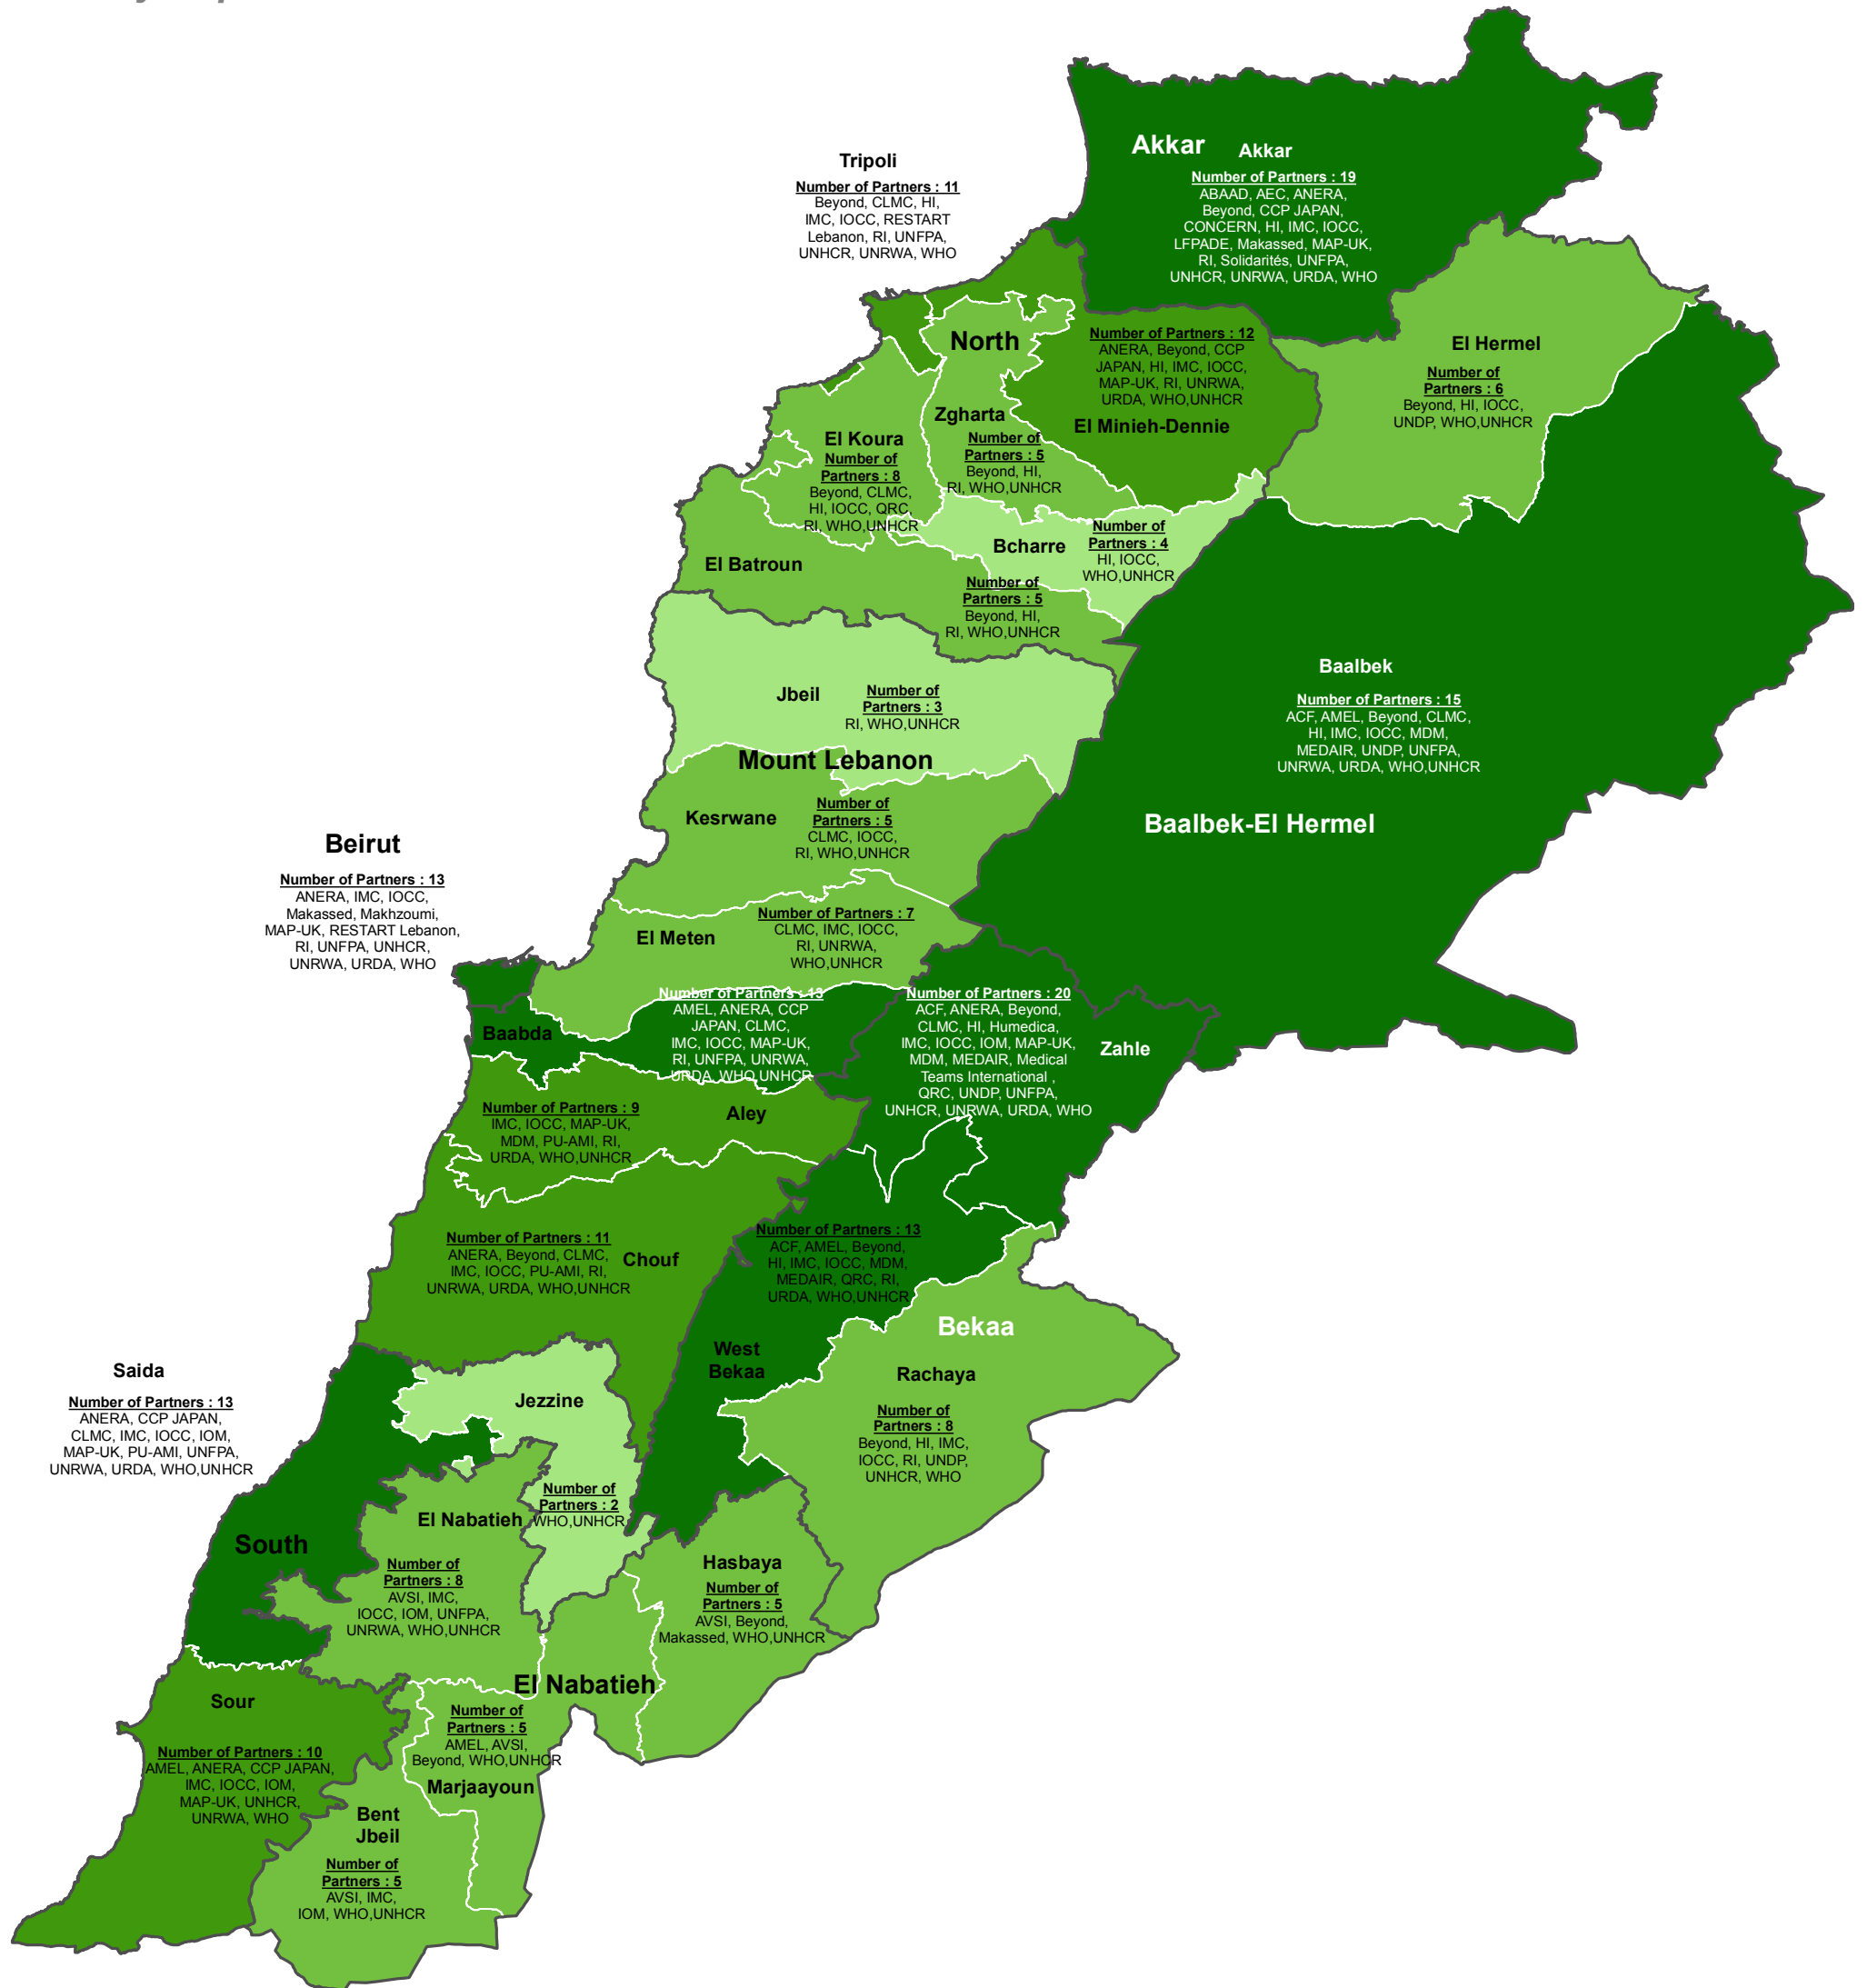 Akkar
Akkar
Number of Partners : 19
ABAAD, AEC, ANERA,
Beyond, CCP JAPAN,
CONCERN, HI, IMC, IOCC,
LFPADE, Makassed, MAP-UK,
RI, Solidarités, UNFPA,
UNHCR, UNRWA, URDA, WHO
Tripoli
Number of Partners : 11
Beyond, CLMC, HI,
IMC, IOCC, RESTART
Lebanon, RI, UNFPA,
UNHCR, UNRWA, WHO
North
Number of Partners : 12
ANERA, Beyond, CCP
JAPAN, HI, IMC, IOCC,
MAP-UK, RI, UNRWA,
URDA, WHO,UNHCR
El Minieh-Dennie
El Hermel
Number of
Partners : 6
Beyond, HI, IOCC,
UNDP, WHO,UNHCR
Zgharta
Number of
Partners : 5
Beyond, HI,
RI, WHO,UNHCR
El Koura
Number of
Partners : 8
Beyond, CLMC,
HI, IOCC, QRC,
RI, WHO,UNHCR
Bcharre
Number of
Partners : 4
HI, IOCC,
WHO,UNHCR
El Batroun
Number of
Partners : 5
Beyond, HI,
RI, WHO,UNHCR
Baalbek
Number of Partners : 15
ACF, AMEL, Beyond, CLMC,
HI, IMC, IOCC, MDM,
MEDAIR, UNDP, UNFPA,
UNRWA, URDA, WHO,UNHCR
Baalbek-El Hermel
Jbeil
Number of
Partners : 3
RI, WHO,UNHCR
Mount Lebanon
Kesrwane
Number of
Partners : 5
CLMC, IOCC,
RI, WHO,UNHCR
Beirut
Number of Partners : 13
ANERA, IMC, IOCC,
Makassed, Makhzoumi,
MAP-UK, RESTART Lebanon,
RI, UNFPA, UNHCR,
UNRWA, URDA, WHO
El Meten
Number of Partners : 7
CLMC, IMC, IOCC,
RI, UNRWA,
WHO,UNHCR
Baabda
Number of Partners : 13
AMEL, ANERA, CCP
JAPAN, CLMC,
IMC, IOCC, MAP-UK,
RI, UNFPA, UNRWA,
URDA, WHO,UNHCR
Number of Partners : 20
ACF, ANERA, Beyond,
CLMC, HI, Humedica,
IMC, IOCC, IOM, MAP-UK,
MDM, MEDAIR, Medical
Teams International ,
QRC, UNDP, UNFPA,
UNHCR, UNRWA, URDA, WHO
Zahle
Aley
Number of Partners : 9
IMC, IOCC, MAP-UK,
MDM, PU-AMI, RI,
URDA, WHO,UNHCR
Number of Partners : 11
ANERA, Beyond, CLMC,
IMC, IOCC, PU-AMI, RI,
UNRWA, URDA, WHO,UNHCR
Chouf
Number of Partners : 13
ACF, AMEL, Beyond,
HI, IMC, IOCC, MDM,
MEDAIR, QRC, RI,
URDA, WHO,UNHCR
West
Bekaa
Bekaa
Rachaya
Number of
Partners : 8
Beyond, HI, IMC,
IOCC, RI, UNDP,
UNHCR, WHO
Saida
Number of Partners : 13
ANERA, CCP JAPAN,
CLMC, IMC, IOCC, IOM,
MAP-UK, PU-AMI, UNFPA,
UNRWA, URDA, WHO,UNHCR
Jezzine
Number of
Partners : 2
WHO,UNHCR
South
El Nabatieh
Number of
Partners : 8
AVSI, IMC,
IOCC, IOM, UNFPA,
UNRWA, WHO,UNHCR
Hasbaya
Number of
Partners : 5
AVSI, Beyond,
Makassed, WHO,UNHCR
El Nabatieh
Sour
Number of Partners : 10
AMEL, ANERA, CCP JAPAN,
IMC, IOCC, IOM,
MAP-UK, UNHCR,
UNRWA, WHO
Number of
Partners : 5
AMEL, AVSI,
Beyond, WHO,UNHCR
Marjaayoun
Bent
Jbeil
Number of
Partners : 5
AVSI, IMC,
IOM, WHO,UNHCR